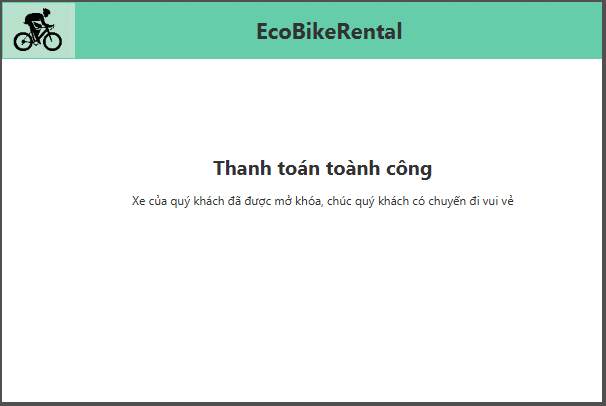 EcoBikeRental
Thanh toán toành công
Xe của quý khách đã được mở khóa, chúc quý khách có chuyến đi vui vẻ